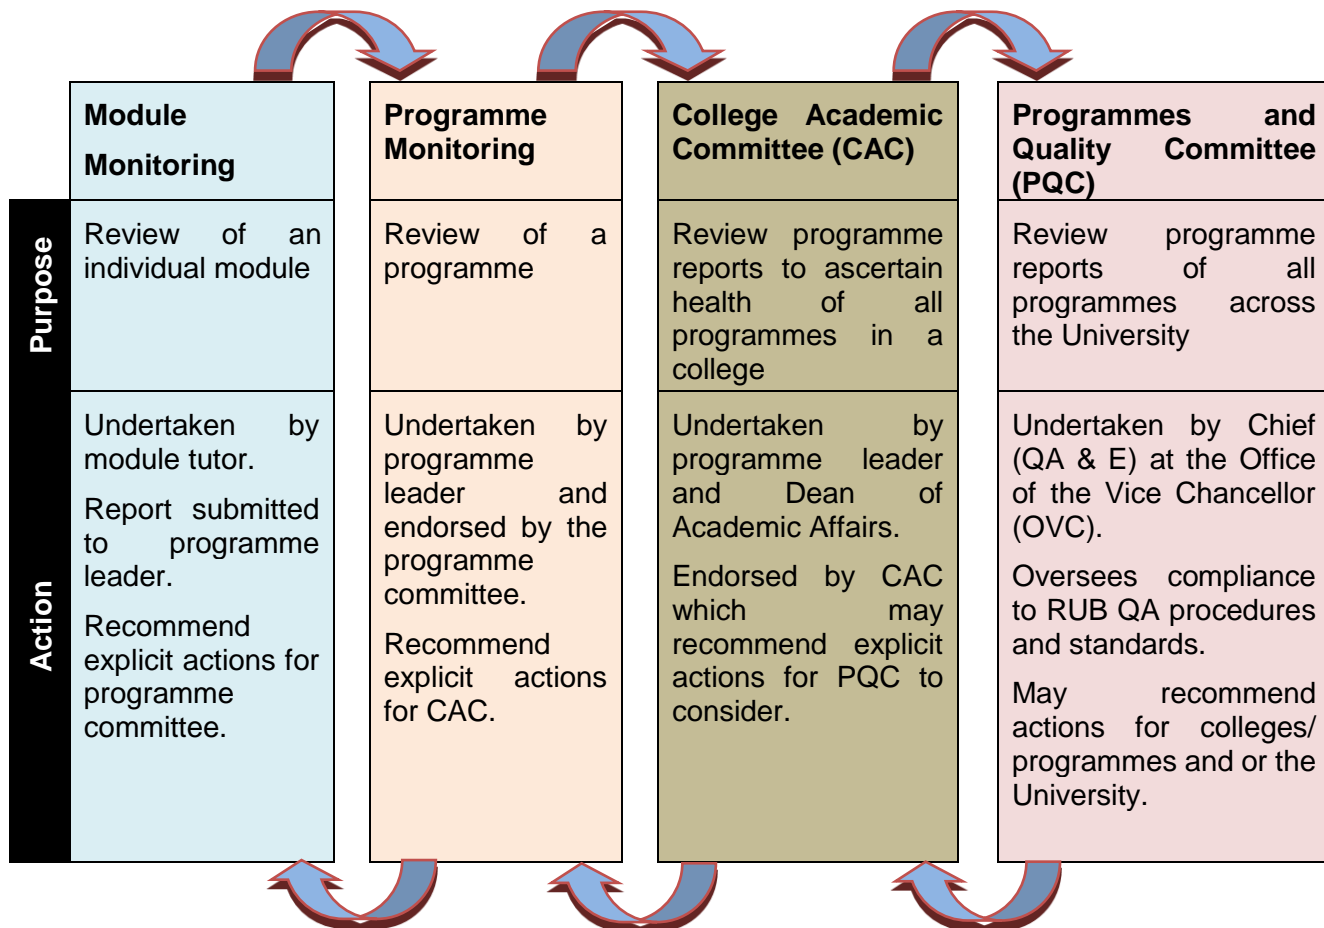 Module
Monitoring
Programme
Monitoring
College Academic
Committee (CAC)
Programmes and
Quality Committee
(PQC)
Purpose
Review of an
individual module
Review of a
programme
Review programme
reports to ascertain
health of all
programmes in a
college
Review programme
reports of all
programmes across
the University
Action
Undertaken by
module tutor.
Report submitted
to programme
leader.
Recommend
explicit actions for
programme
committee.
Undertaken by
programme
leader and
endorsed by the
programme
committee.
Recommend
explicit actions
for CAC.
Undertaken by
programme leader
and Dean of
Academic Affairs.
Endorsed by CAC
which may
recommend explicit
actions for PQC to
consider.
Undertaken by Chief
(QA & E) at the Office
of the Vice Chancellor
(OVC).
Oversees compliance
to RUB QA procedures
and standards.
May recommend
actions for colleges/
programmes and or the
University.